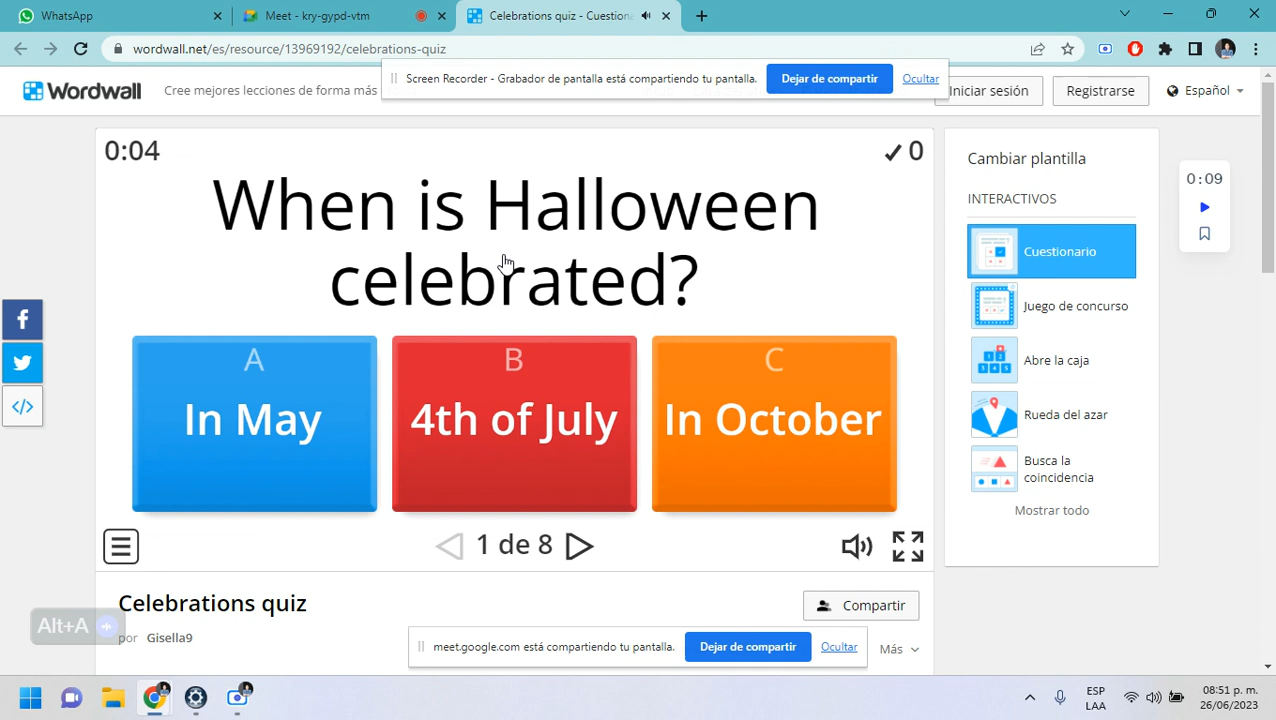 WhatsApp
Meet - kry-gypd-vtm
Celebrations quiz - Cuestiona
wordwall.net/es/resource/13969192/celebrations-quiz
Screen Recorder - Grabador de pantalla está compartiendo tu pantalla.
Dejar de compartir
Ocultar
Wordwall
Cree mejores lecciones de forma más
Iniciar sesión
Registrarse
Español
0:04
0
When is Halloween
celebrated?
A
In May
B
4th of July
C
In October
1 de 8
Cambiar plantilla
INTERACTIVOS
Cuestionario
Juego de concurso
Abre la caja
Rueda del azar
Busca la
coincidencia
Mostrar todo
0:09
Celebrations quiz
Compartir
Alt+A
por Gisella9
meet.google.com está compartiendo tu pantalla.
Dejar de compartir
Ocultar
Más
ESP
LAA
08:51 p. m.
26/06/2023